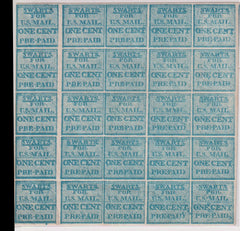 SWARTS SWARTS SWARTS SWARTS SWARTS
FOR FOR FOR FOR FOR
U.S. MAIL. U.S. MAIL. U.S. MAIL. U.S. MAIL. U.S. MAIL.
ONE CENT ONE CENT ONE CENT ONE CENT ONE CENT
PRE-PAID. PRE-PAID. PRE-PAID. PRE-PAID. PRE-PAID.
SWARTS SWARTS SWARTS SWARTS SWARTS
FOR FOR FOR FOR FOR
U.S. MAIL. U.S. MAIL. U.S. MAIL. U.S. MAIL. U.S. MAIL.
ONE CENT ONE CENT ONE CENT ONE CENT ONE CENT
PRE-PAID. PRE-PAID. PRE-PAID. PRE-PAID. PRE-PAID.
SWARTS SWARTS SWARTS SWARTS SWARTS
FOR FOR FOR FOR FOR
U.S. MAIL. U.S. MAIL. U.S. MAIL. U.S. MAIL. U.S. MAIL.
ONE CENT ONE CENT ONE CENT ONE CENT ONE CENT
PRE-PAID. PRE-PAID. PRE-PAID. PRE-PAID. PRE-PAID.
SWARTS SWARTS SWARTS SWARTS SWARTS
FOR FOR FOR FOR FOR
U.S. MAIL. U.S. MAIL. U.S. MAIL. U.S. MAIL. U.S. MAIL.
ONE CENT ONE CENT ONE CENT ONE CENT ONE CENT
PRE-PAID. PRE-PAID. PRE-PAID. PRE-PAID. PRE-PAID.
SWARTS SWARTS SWARTS SWARTS SWARTS
FOR FOR FOR FOR FOR
U.S. MAIL. U.S. MAIL. U.S. MAIL. U.S. MAIL. U.S. MAIL.
ONE CENT ONE CENT ONE CENT ONE CENT ONE CENT
PRE-PAID. PRE-PAID. PRE-PAID. PRE-PAID. PRE-PAID.